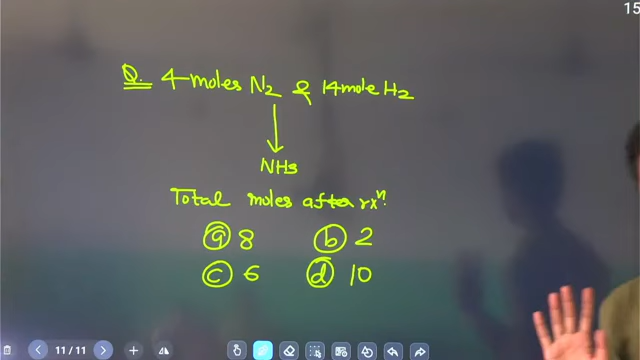 15
Q. 4 moles N2 & 14 mole H2
NH3
Total moles after rxn?
a 8 b 2
c 6 d 10
11/11